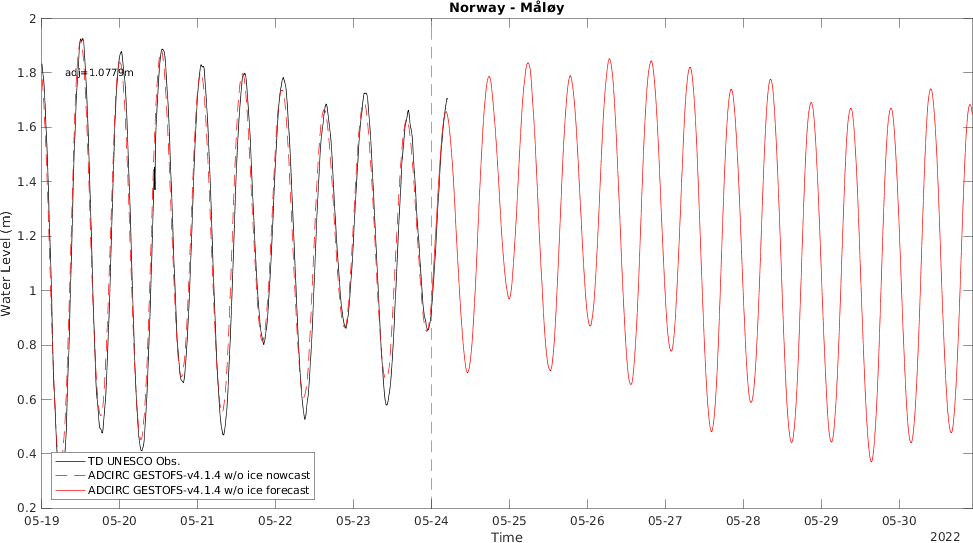 Norway - Måløy
2
1.8
1.6
1.4
1.2
1
0.8
0.6
0.4
0.2
Water Level (m)
adj=1.0779m
TD UNESCO Obs.
ADCIRC GESTOFS-v4.1.4 w/o ice nowcast
ADCIRC GESTOFS-v4.1.4 w/o ice forecast
05-19 05-20 05-21 05-22 05-23 05-24 05-25 05-26 05-27 05-28 05-29 05-30
Time
2022